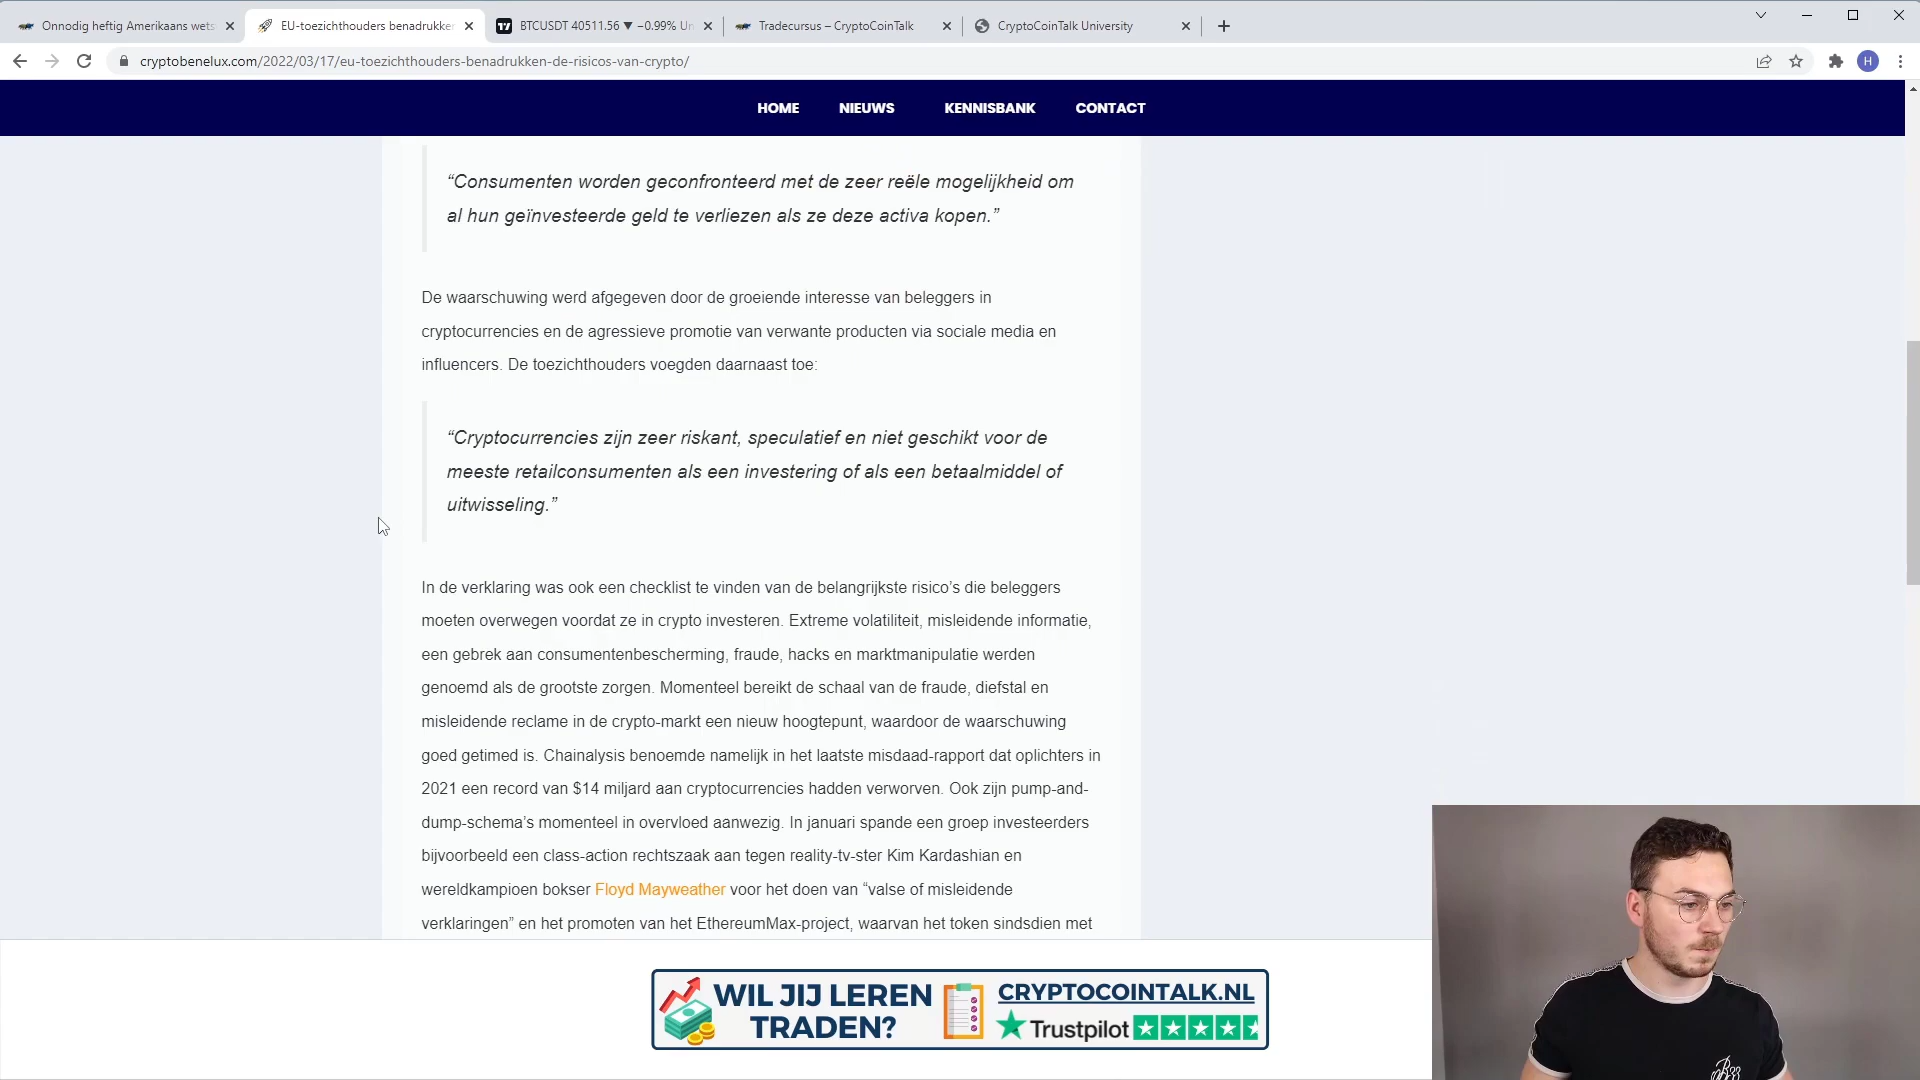 Onnodig heftig Amerikaans wets
EU-toezichthouders benadrukker
BTCUSDT 40511.56 ▼ −0.99% Un
Tradecursus – CryptoCoinTalk
CryptoCoinTalk University
cryptobenelux.com/2022/03/17/eu-toezichthouders-benadrukken-de-risicos-van-crypto/
H
HOME NIEUWS KENNISBANK CONTACT
“Consumenten worden geconfronteerd met de zeer reële mogelijkheid om
al hun geïnvesteerde geld te verliezen als ze deze activa kopen.”
De waarschuwing werd afgegeven door de groeiende interesse van beleggers in
cryptocurrencies en de agressieve promotie van verwante producten via sociale media en
influencers. De toezichthouders voegden daarnaast toe:
“Cryptocurrencies zijn zeer riskant, speculatief en niet geschikt voor de
meeste retailconsumenten als een investering of als een betaalmiddel of
uitwisseling.”
In de verklaring was ook een checklist te vinden van de belangrijkste risico’s die beleggers
moeten overwegen voordat ze in crypto investeren. Extreme volatiliteit, misleidende informatie,
een gebrek aan consumentenbescherming, fraude, hacks en marktmanipulatie werden
genoemd als de grootste zorgen. Momenteel bereikt de schaal van de fraude, diefstal en
misleidende reclame in de crypto-markt een nieuw hoogtepunt, waardoor de waarschuwing
goed getimed is. Chainalysis benoemde namelijk in het laatste misdaad-rapport dat oplichters in
2021 een record van $14 miljard aan cryptocurrencies hadden verworven. Ook zijn pump-and-
dump-schema’s momenteel in overvloed aanwezig. In januari spande een groep investeerders
bijvoorbeeld een class-action rechtszaak aan tegen reality-tv-ster Kim Kardashian en
wereldkampioen bokser Floyd Mayweather voor het doen van “valse of misleidende
verklaringen” en het promoten van het EthereumMax-project, waarvan het token sindsdien met
WIL JIJ LEREN
TRADEN?
CRYPTOCOINTALK.NL
Trustpilot